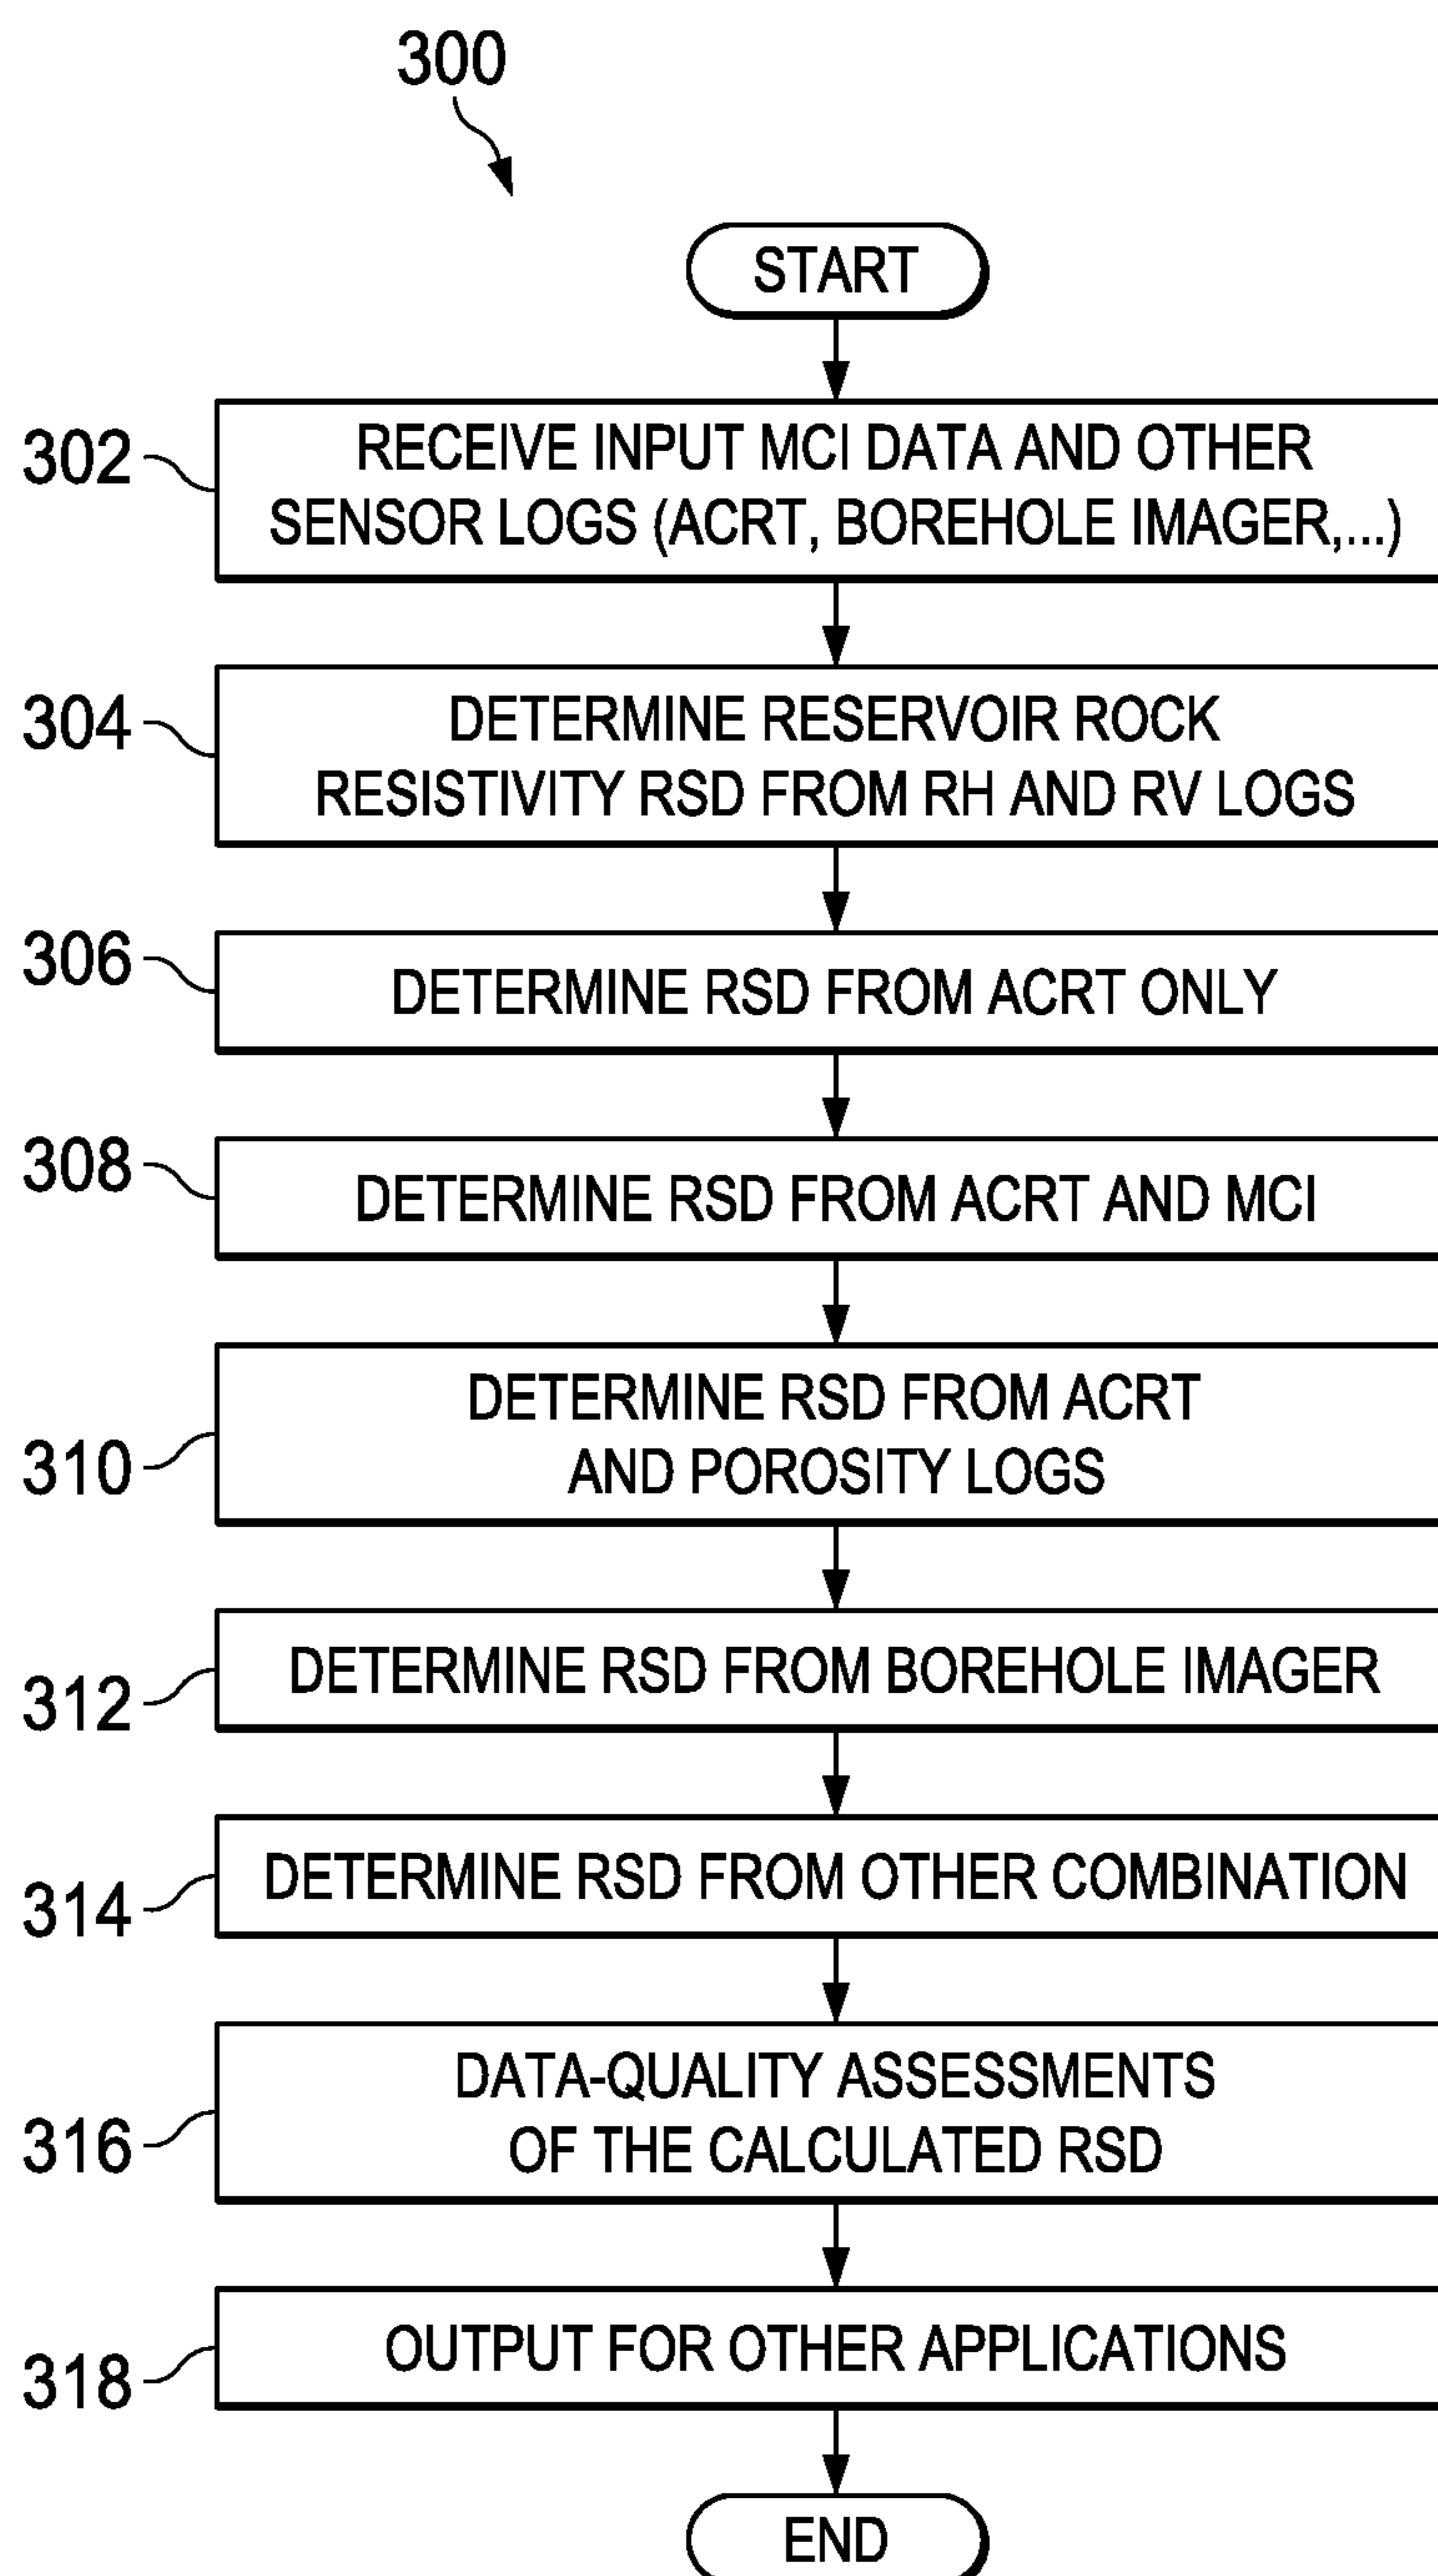 300
START
302
RECEIVE INPUT MCI DATA AND OTHER
SENSOR LOGS (ACRT, BOREHOLE IMAGER,...)
304
DETERMINE RESERVOIR ROCK
RESISTIVITY RSD FROM RH AND RV LOGS
306
DETERMINE RSD FROM ACRT ONLY
308
DETERMINE RSD FROM ACRT AND MCI
310
DETERMINE RSD FROM ACRT
AND POROSITY LOGS
312
DETERMINE RSD FROM BOREHOLE IMAGER
314
DETERMINE RSD FROM OTHER COMBINATION
316
DATA-QUALITY ASSESSMENTS
OF THE CALCULATED RSD
318
OUTPUT FOR OTHER APPLICATIONS
END